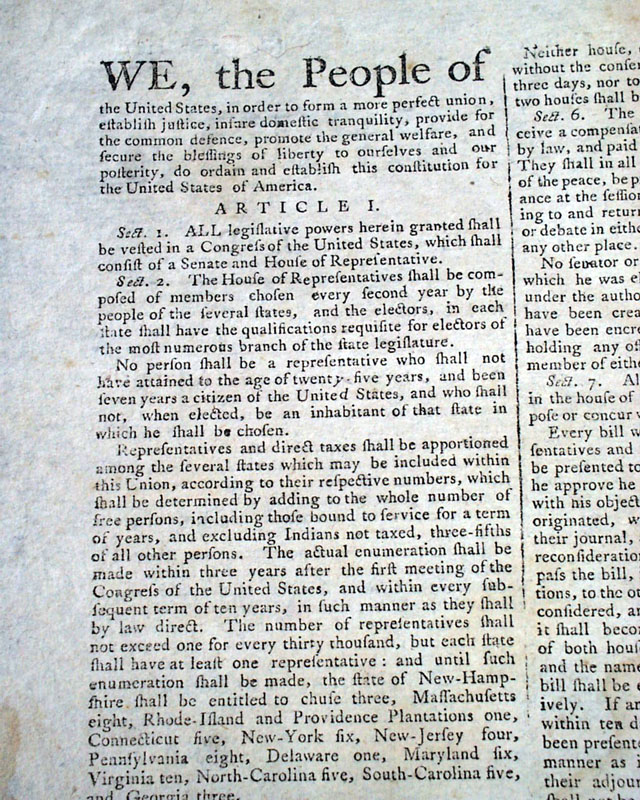 WE, the People of
the United States, in order to form a more perfect union,
eſtabliſh juſtice, inſure domeſtic tranquility, provide for
the common defence, promote the general welfare, and
ſecure the bleſſings of liberty to ourſelves and our
poſterity, do ordain and eſtabliſh this conſtitution for
the United States of America.
ARTICLE I.
Sect. 1. ALL legiſlative powers herein granted ſhall
be veſted in a Congreſs of the United States, which ſhall
conſiſt of a Senate and Houſe of Repreſentative.
Sect. 2. The Houſe of Repreſentatives ſhall be com-
poſed of members choſen every ſecond year by the
people of the ſeveral ſtates, and the electors, in each
ſtate ſhall have the qualifications requiſite for electors of
the moſt numerous branch of the ſtate legiſlature.
No perſon ſhall be a repreſentative who ſhall not
have attained to the age of twenty-five years, and been
ſeven years a citizen of the United States, and who ſhall
not, when elected, be an inhabitant of that ſtate in
which he ſhall be choſen.
Repreſentatives and direct taxes ſhall be apportioned
among the ſeveral ſtates which may be included within
this Union, according to their reſpective numbers, which
ſhall be determined by adding to the whole number of
free perſons, including thoſe bound to ſervice for a term
of years, and excluding Indians not taxed, three-fifths
of all other perſons. The actual enumeration ſhall be
made within three years after the firſt meeting of the
Congreſs of the United States, and within every ſub-
ſequent term of ten years, in ſuch manner as they ſhall
by law direct. The number of repreſentatives ſhall
not exceed one for every thirty thouſand, but each ſtate
ſhall have at leaſt one repreſentative: and until ſuch
enumeration ſhall be made, the ſtate of New-Hamp-
ſhire ſhall be entitled to chuſe three, Maſſachuſetts
eight, Rhode-Iſland and Providence Plantations one,
Connecticut five, New-York ſix, New-Jerſey four,
Pennſylvania eight, Delaware one, Maryland ſix,
Virginia ten, North-Carolina five, South-Carolina five,
and Georgia three.
Neither houſe,
without the conſen
three days, nor to
two houſes ſhall b
Sect. 6. The
ceive a compenſa
by law, and paid
They ſhall in all
of the peace, be p
ance at the ſeſſion
ing to and return
or debate in eithe
any other place.
No ſenator or
which he was el
under the autho
have been crea
have been encre
holding any of
member of eithe
Sect. 7. Al
in the houſe of
poſe or concur w
Every bill w
ſentatives and
be preſented to
he approve he
with his object
originated, w
their journal,
reconſideration
paſs the bill,
tions, to the ot
conſidered, an
it ſhall becom
of both houſ
and the name
bill ſhall be e
ively. If an
within ten d
been preſente
manner as i
their adjour